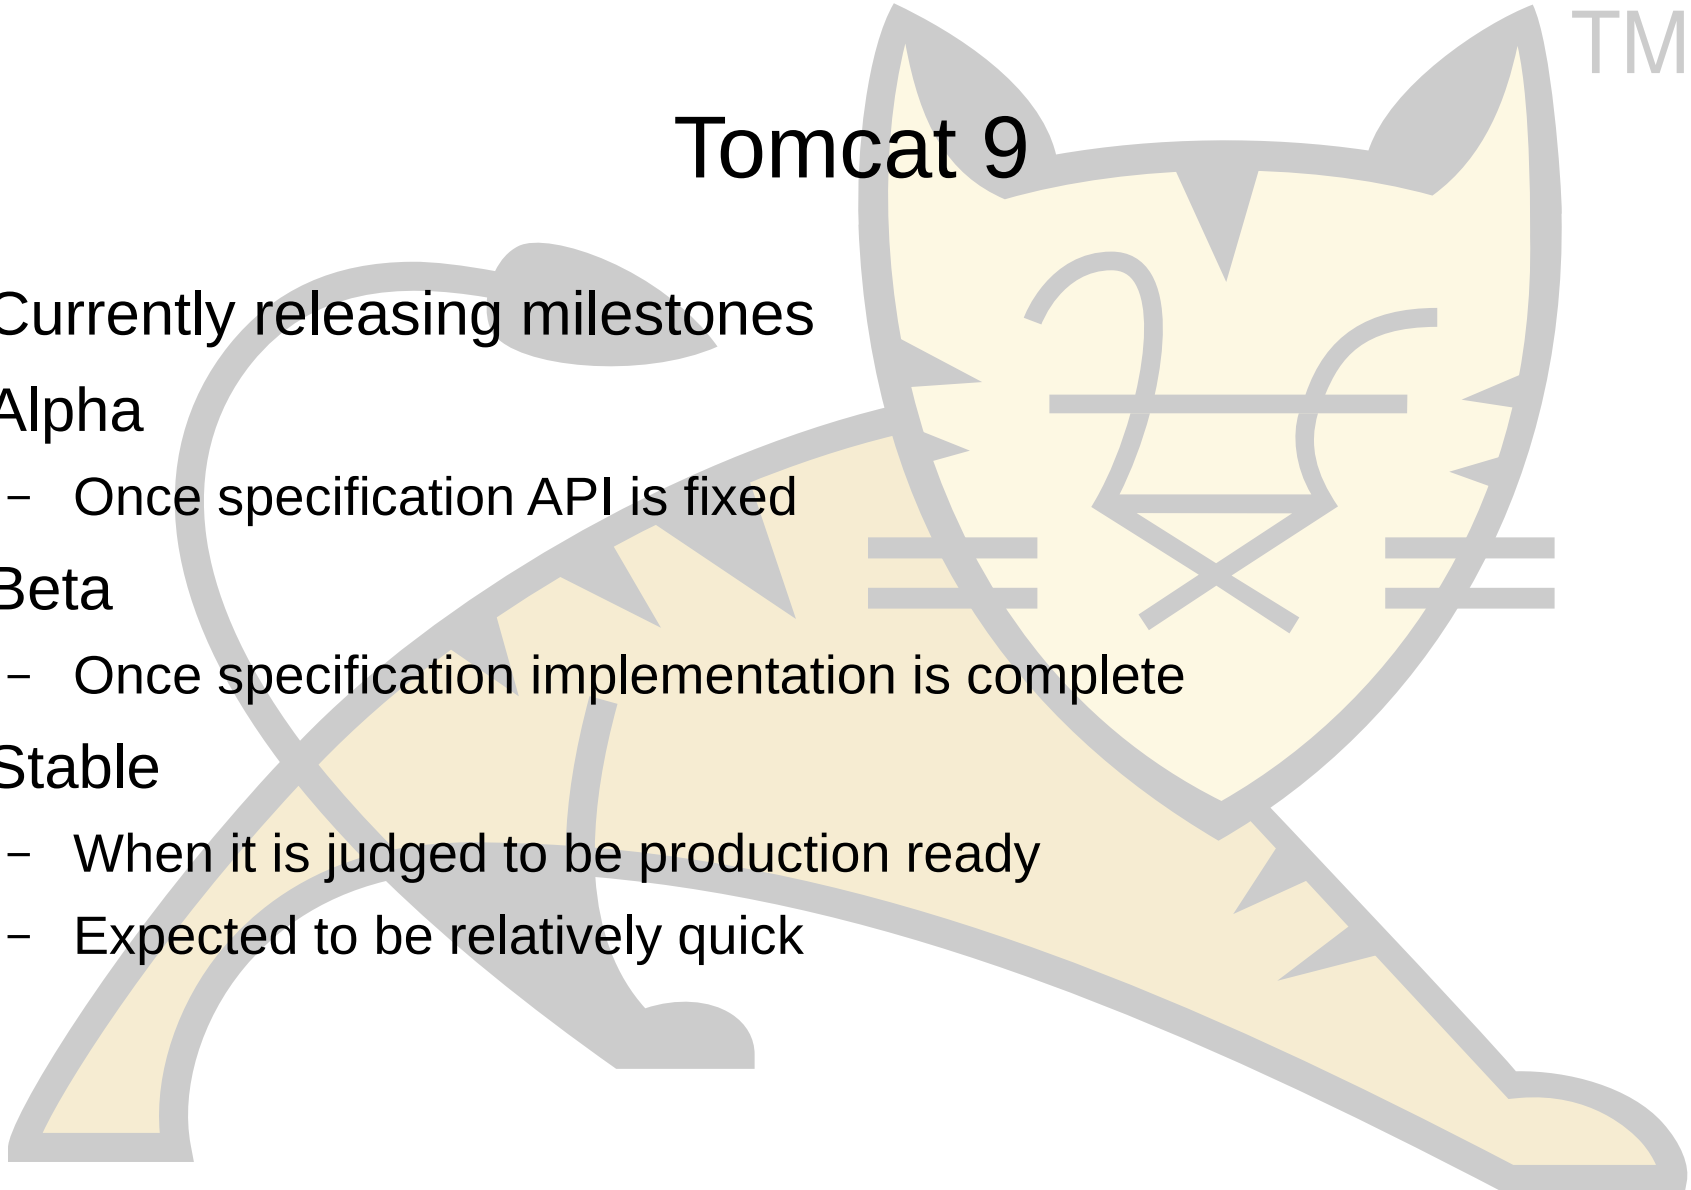 TM
Tomcat 9
Currently releasing milestones
Alpha
– Once specification API is fixed
Beta
– Once specification implementation is complete
Stable
– When it is judged to be production ready
– Expected to be relatively quick